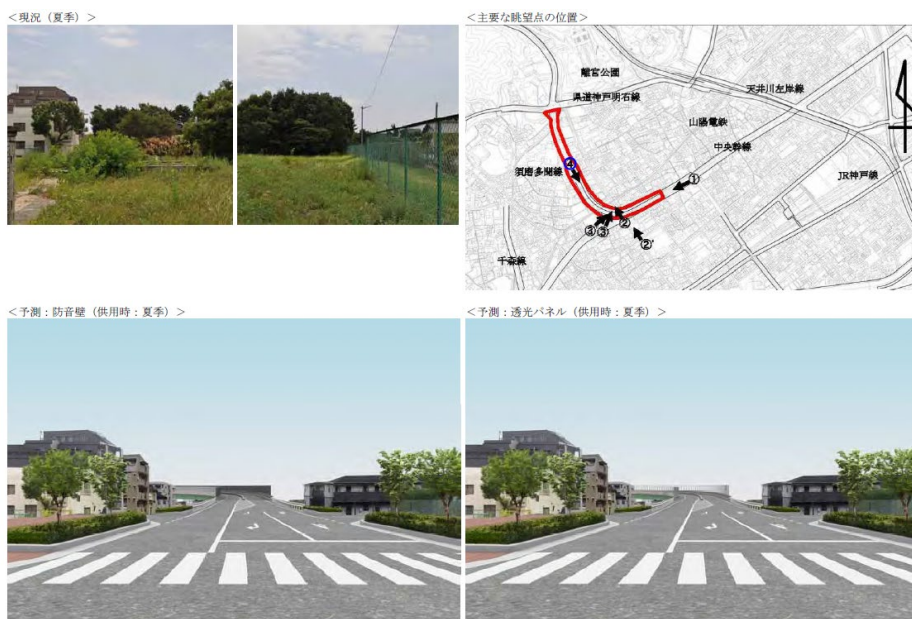 <現況（夏季）>
<主要な眺望点の位置>
離宮公園
県道神戸明石線
天井川左岸線
山陽電鉄
中央幹線
須磨多聞線
④
①
JR神戸線
③
③'
②
②'
千森線
<予測：防音壁（供用時：夏季）>
<予測：透光パネル（供用時：夏季）>